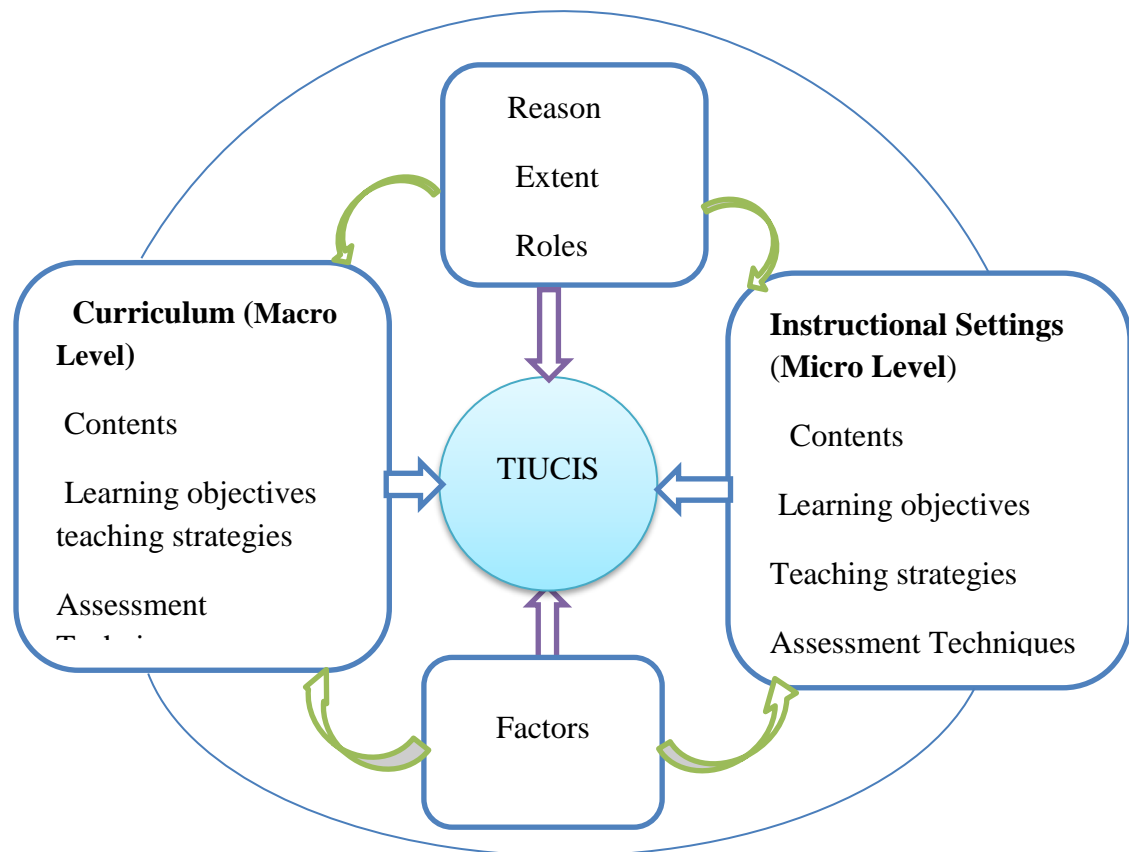 Reason
Extent
Roles
Curriculum (Macro
Level)
Contents
Learning objectives
teaching strategies
Assessment
Instructional Settings
(Micro Level)
Contents
Learning objectives
Teaching strategies
Assessment Techniques
TIUCIS
Factors